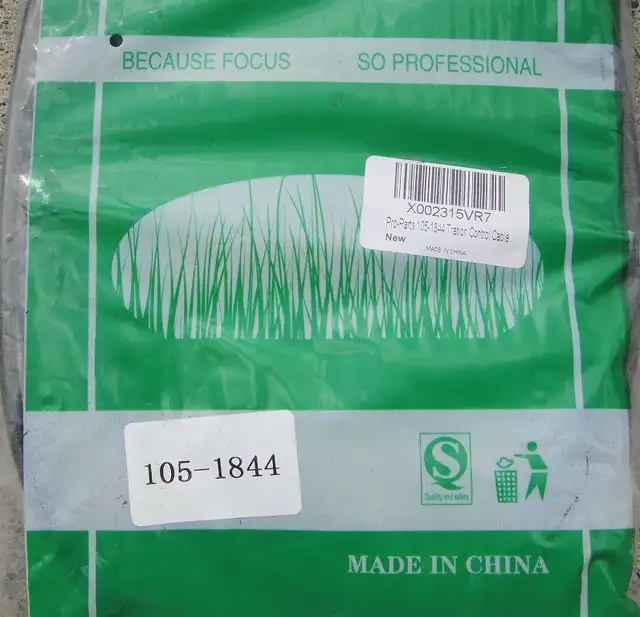 BECAUSE FOCUS SO PROFESSIONAL
X002315VR7
Pro-Parts 105-1844 Tration Control Cable
New
MADE IN CHINA
105-1844
S
Quality and safety
MADE IN CHINA